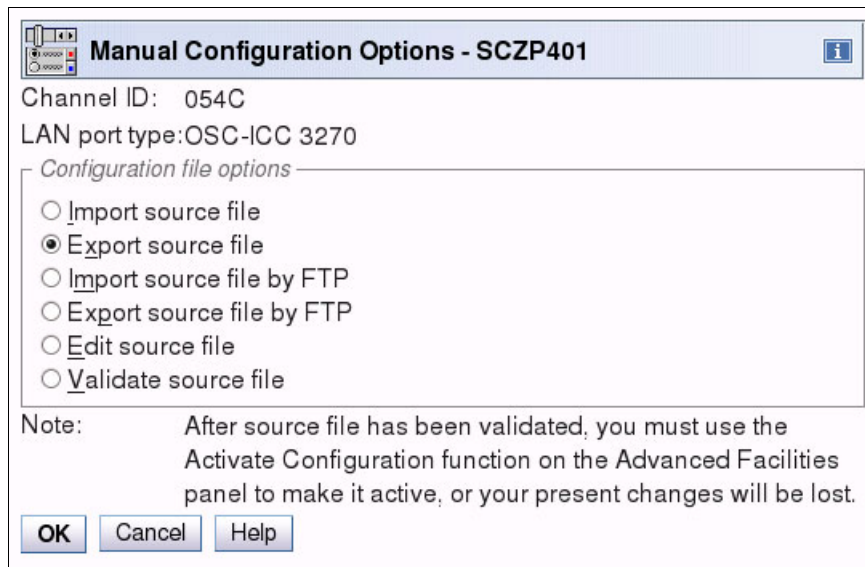 Manual Configuration Options - SCZP401
i
Channel ID: 054C
LAN port type:OSC-ICC 3270
Configuration file options
Import source file
Export source file
Import source file by FTP
Export source file by FTP
Edit source file
Validate source file
Note: After source file has been validated, you must use the
Activate Configuration function on the Advanced Facilities
panel to make it active, or your present changes will be lost.
OK Cancel Help